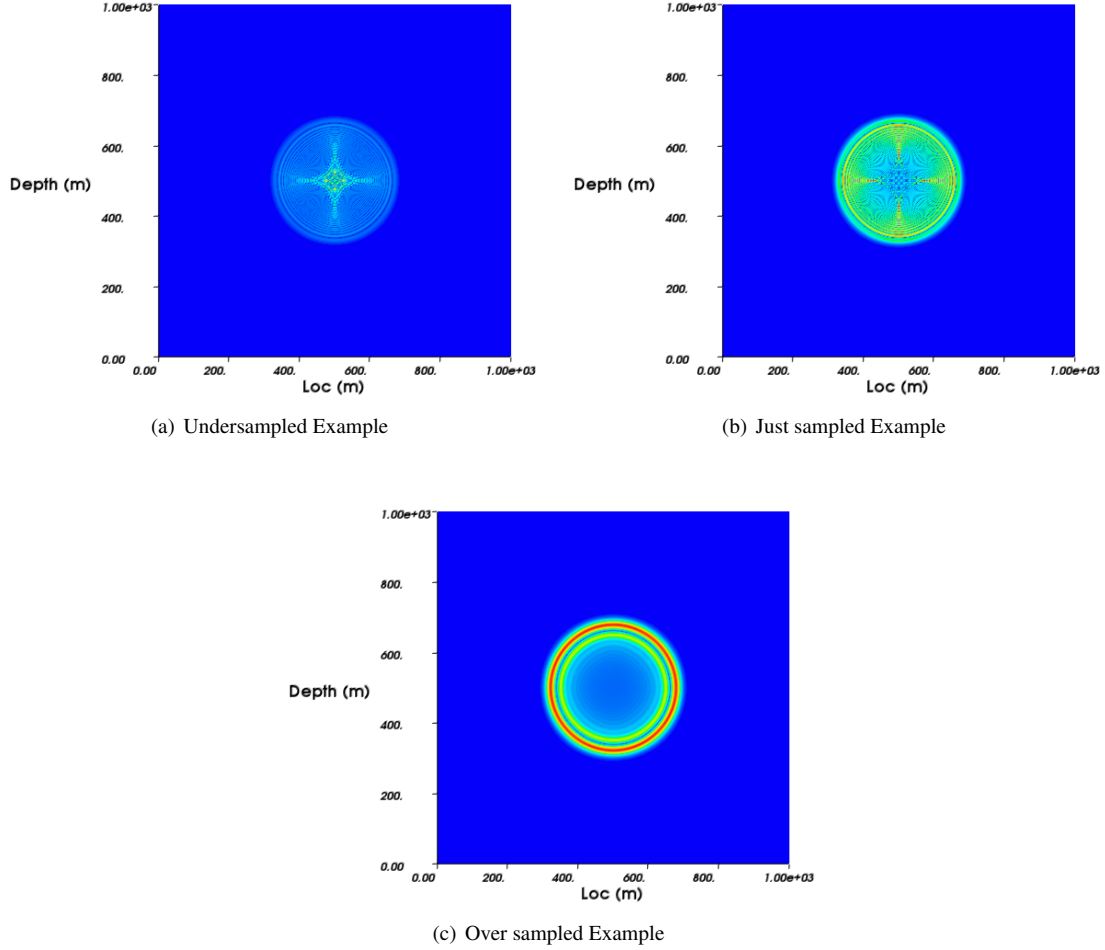 1.00e+03
800.
600.
Depth (m)
400.
200.
0.00
0.00 200. 400. 600. 800. 1.00e+03
Loc (m)
(a) Undersampled Example
1.00e+03
800.
600.
Depth (m)
400.
200.
0.00
0.00 200. 400. 600. 800. 1.00e+03
Loc (m)
(b) Just sampled Example
1.00e+03
800.
600.
Depth (m)
400.
200.
0.00
0.00 200. 400. 600. 800. 1.00e+03
Loc (m)
(c) Over sampled Example